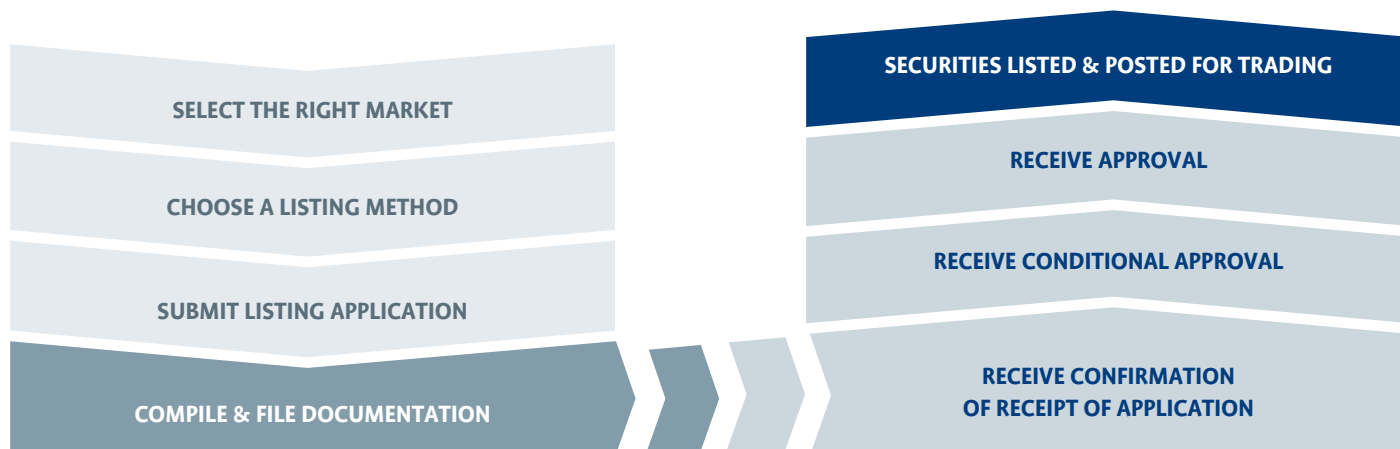 SELECT THE RIGHT MARKET
CHOOSE A LISTING METHOD
SUBMIT LISTING APPLICATION
COMPILE & FILE DOCUMENTATION
SECURITIES LISTED & POSTED FOR TRADING
RECEIVE APPROVAL
RECEIVE CONDITIONAL APPROVAL
RECEIVE CONFIRMATION
OF RECEIPT OF APPLICATION